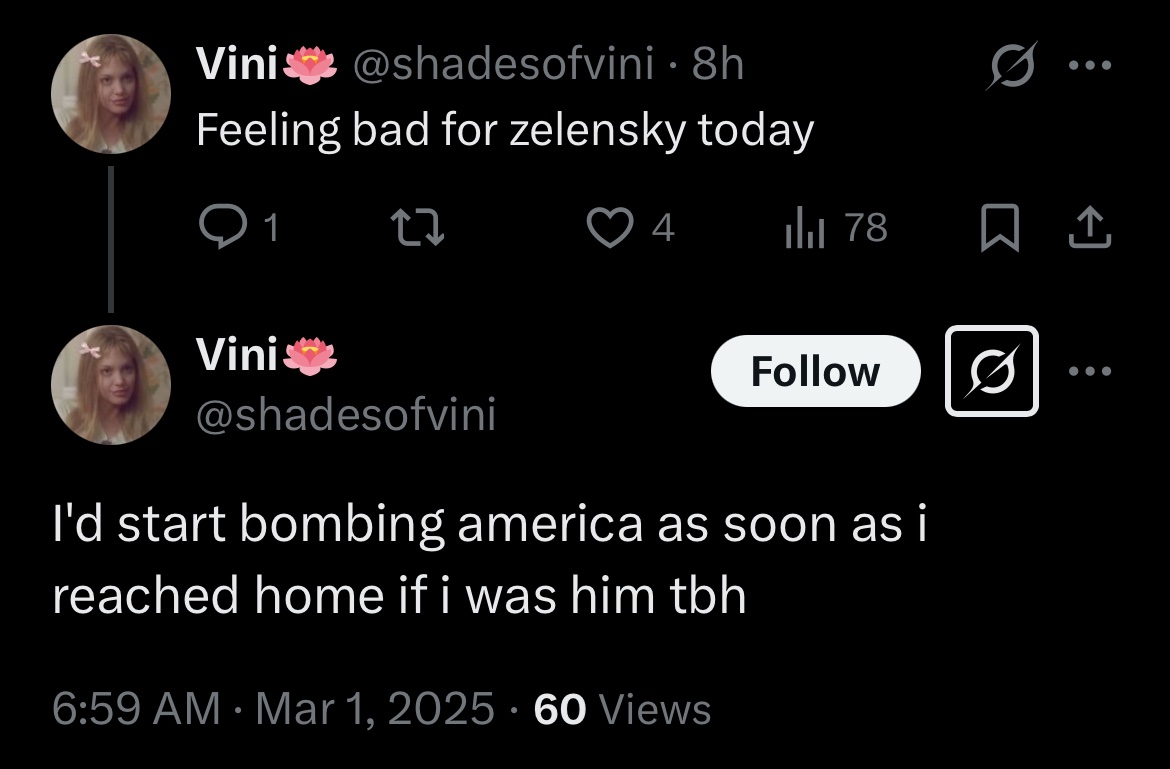 Vini🪷 @shadesofvini · 8h
Feeling bad for zelensky today
1 4 78
Vini🪷
Follow
@shadesofvini
I'd start bombing america as soon as i
reached home if i was him tbh
6:59 AM · Mar 1, 2025 · 60 Views